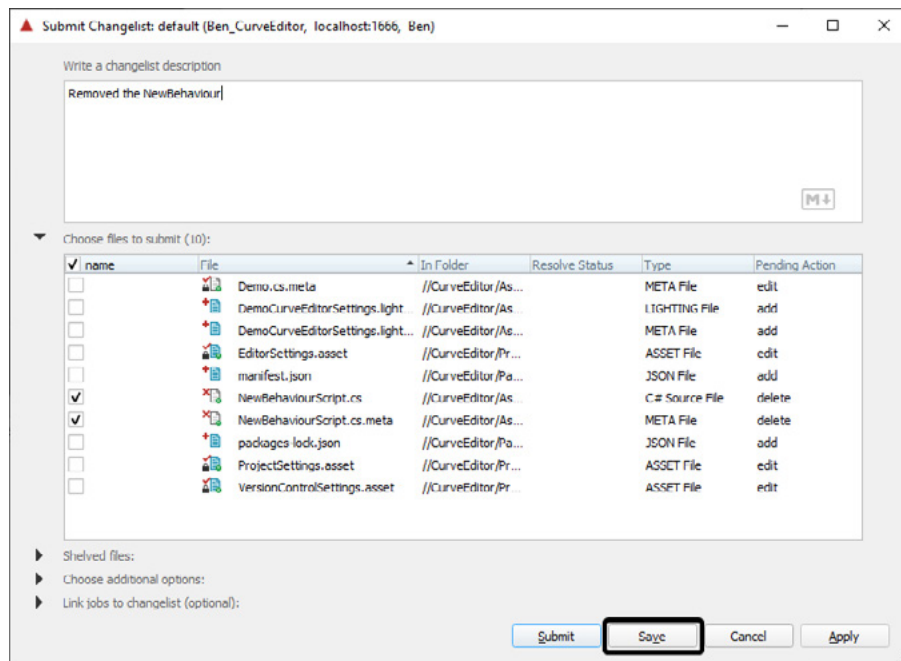 Submit Changelist: default (Ben_CurveEditor, localhost:1666, Ben)
Write a changelist description
Removed the NewBehaviour
M
Choose files to submit (10):
name File In Folder Resolve Status Type Pending Action
Demo.cs.meta //CurveEditor/As... META File edit
DemoCurveEditorSettings.light... //CurveEditor/As... LIGHTING File add
DemoCurveEditorSettings.light... //CurveEditor/As... META File add
EditorSettings.asset //CurveEditor/Pr... ASSET File edit
manifest.json //CurveEditor/Pa... JSON File add
NewBehaviourScript.cs //CurveEditor/As... C# Source File delete
NewBehaviourScript.cs.meta //CurveEditor/As... META File delete
packages-lock.json //CurveEditor/Pa... JSON File add
ProjectSettings.asset //CurveEditor/Pr... ASSET File edit
VersionControlSettings.asset //CurveEditor/Pr... ASSET File edit
Shelved files:
Choose additional options:
Link jobs to changelist (optional):
Submit Save Cancel Apply